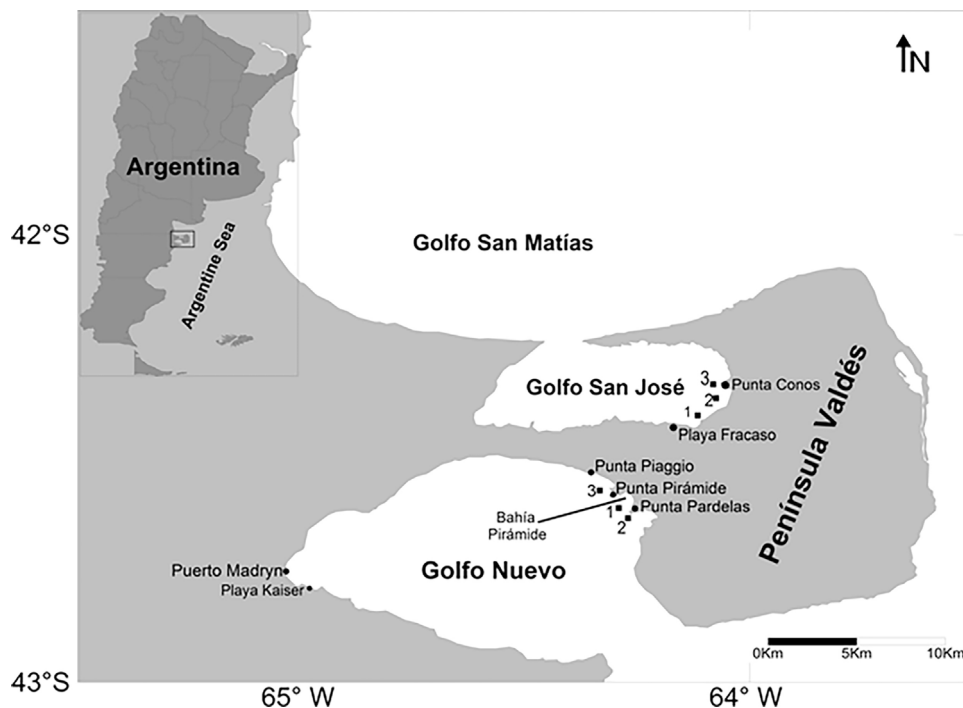 N
Argentina
Argentine Sea
42°S
Golfo San Matías
Golfo San José
3
Punta Conos
2
1
Playa Fracaso
Península Valdés
Punta Piaggio
3
Punta Pirámide
1
Punta Pardelas
Bahía
Pirámide
2
Golfo Nuevo
Puerto Madryn
Playa Kaiser
0Km
5Km
10Km
43°S
65° W
64° W